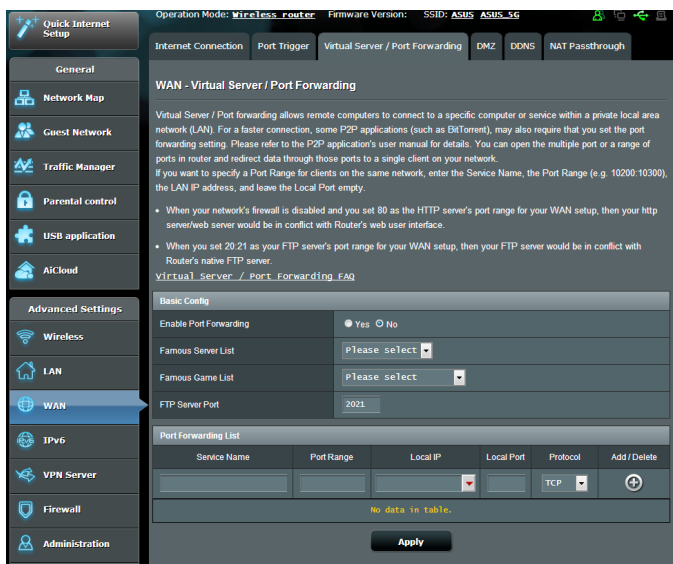 Operation Mode: Wireless router Firmware Version: SSID: ASUS ASUS_5G
Quick Internet
Setup
Internet Connection Port Trigger Virtual Server / Port Forwarding DMZ DDNS NAT Passthrough
General
Network Map
Guest Network
Traffic Manager
Parental control
USB application
AiCloud
Advanced Settings
Wireless
LAN
WAN
IPv6
VPN Server
Firewall
Administration
WAN - Virtual Server / Port Forwarding
Virtual Server / Port forwarding allows remote computers to connect to a specific computer or service within a private local area
network (LAN). For a faster connection, some P2P applications (such as BitTorrent), may also require that you set the port
forwarding setting. Please refer to the P2P application's user manual for details. You can open the multiple port or a range of
ports in router and redirect data through those ports to a single client on your network.
If you want to specify a Port Range for clients on the same network, enter the Service Name, the Port Range (e.g. 10200:10300),
the LAN IP address, and leave the Local Port empty.
• When your network's firewall is disabled and you set 80 as the HTTP server's port range for your WAN setup, then your http
server/web server would be in conflict with Router's web user interface.
• When you set 20:21 as your FTP server's port range for your WAN setup, then your FTP server would be in conflict with
Router's native FTP server.
Virtual Server / Port Forwarding FAQ
Basic Config
Enable Port Forwarding Yes No
Famous Server List Please select
Famous Game List Please select
FTP Server Port 2021
Port Forwarding List
Service Name Port Range Local IP Local Port Protocol Add / Delete
TCP
No data in table.
Apply